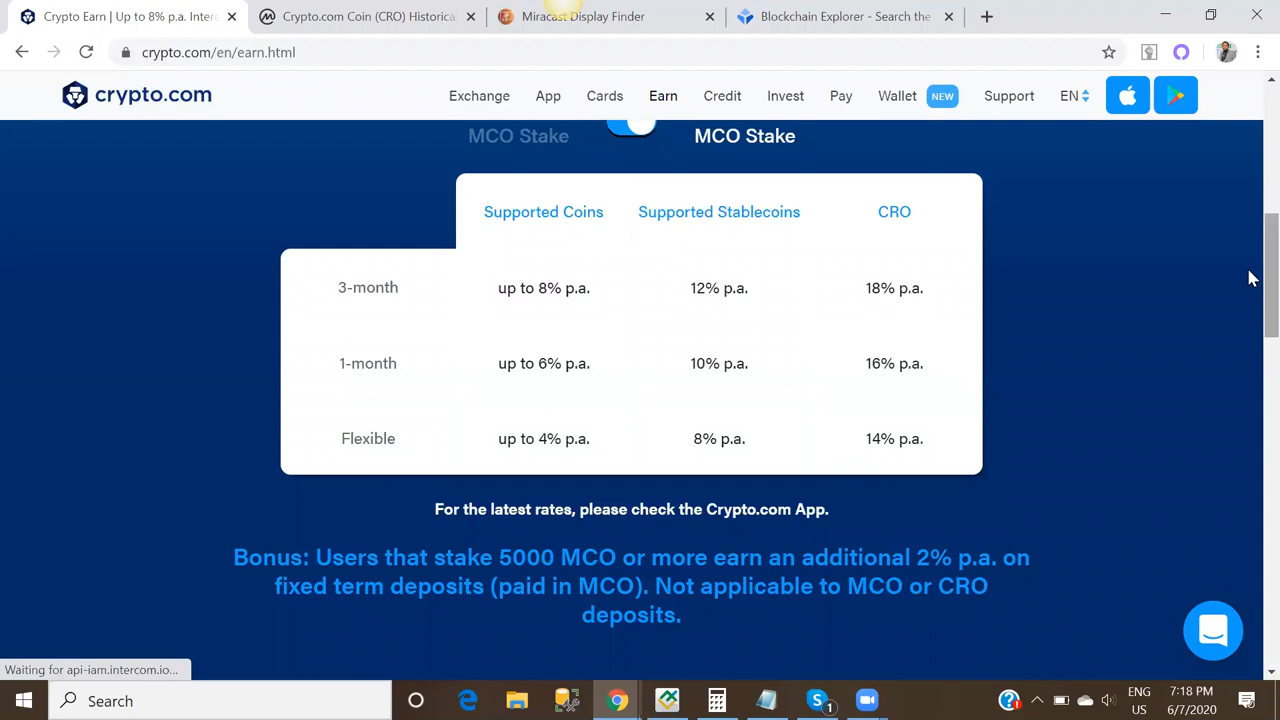 Crypto.com Earn | Up to 8% p.a. Inter
Crypto.com Coin (CRO) Historica
Miracast Display Finder
Blockchain Explorer - Search the
crypto.com/en/earn.html
crypto.com
Exchange
App
Cards
Earn
Credit
Invest
Pay
Wallet
NEW
Support
EN
MCO Stake
MCO Stake
Supported Coins
Supported Stablecoins
CRO
3-month
up to 8% p.a.
12% p.a.
18% p.a.
1-month
up to 6% p.a.
10% p.a.
16% p.a.
Flexible
up to 4% p.a.
8% p.a.
14% p.a.
For the latest rates, please check the Crypto.com App.
Bonus: Users that stake 5000 MCO or more earn an additional 2% p.a. on
fixed term deposits (paid in MCO). Not applicable to MCO or CRO
deposits.
Waiting for api-iam.intercom.io...
Search
1
ENG
US
7:18 PM
6/7/2020